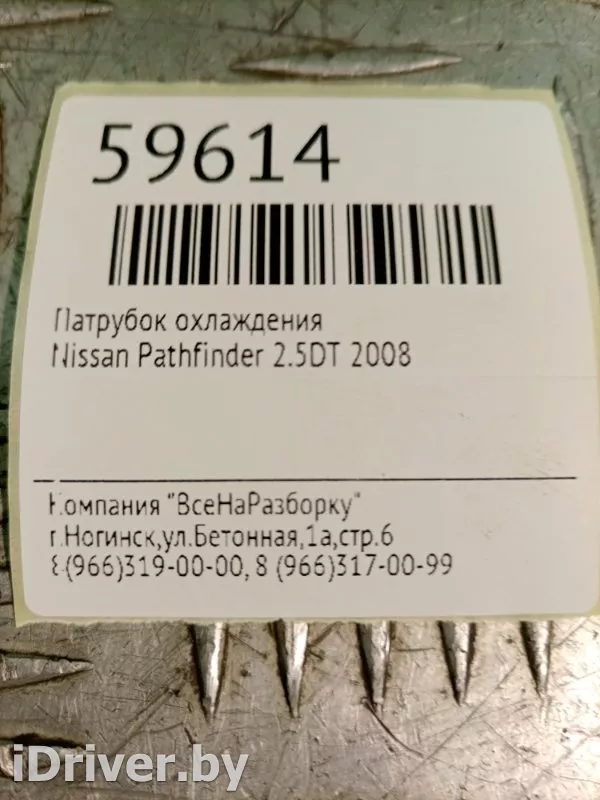 59614
Патрубок охлаждения
Nissan Pathfinder 2.5DT 2008
Компания "ВсеНаРазборку"
г.Ногинск,ул.Бетонная,1а,стр.6
8(966)319-00-00, 8 (966)317-00-99
iDriver.by